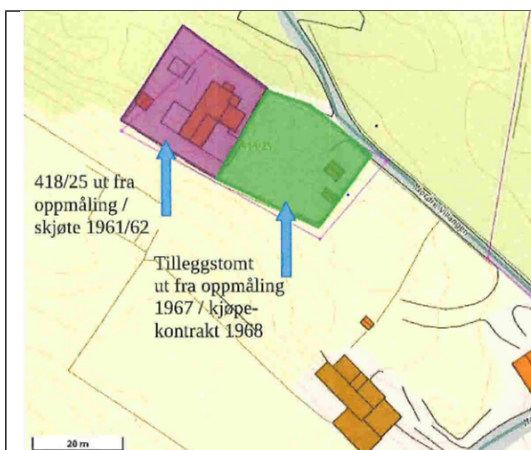 418/25 ut fra
oppmåling /
skjøte 1961/62
Tilleggstomt
ut fra oppmåling
1967 / kjøpe-
kontrakt 1968
20 m